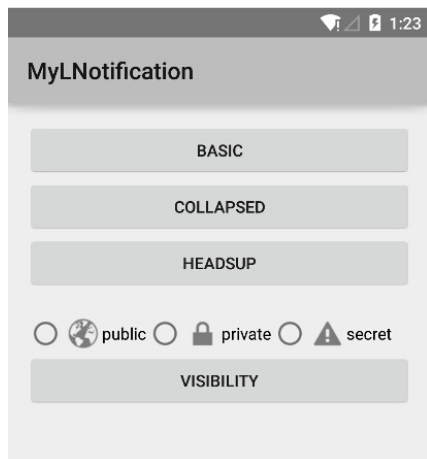 1:23
MyLNotification
BASIC
COLLAPSED
HEADSUP
public private secret
VISIBILITY